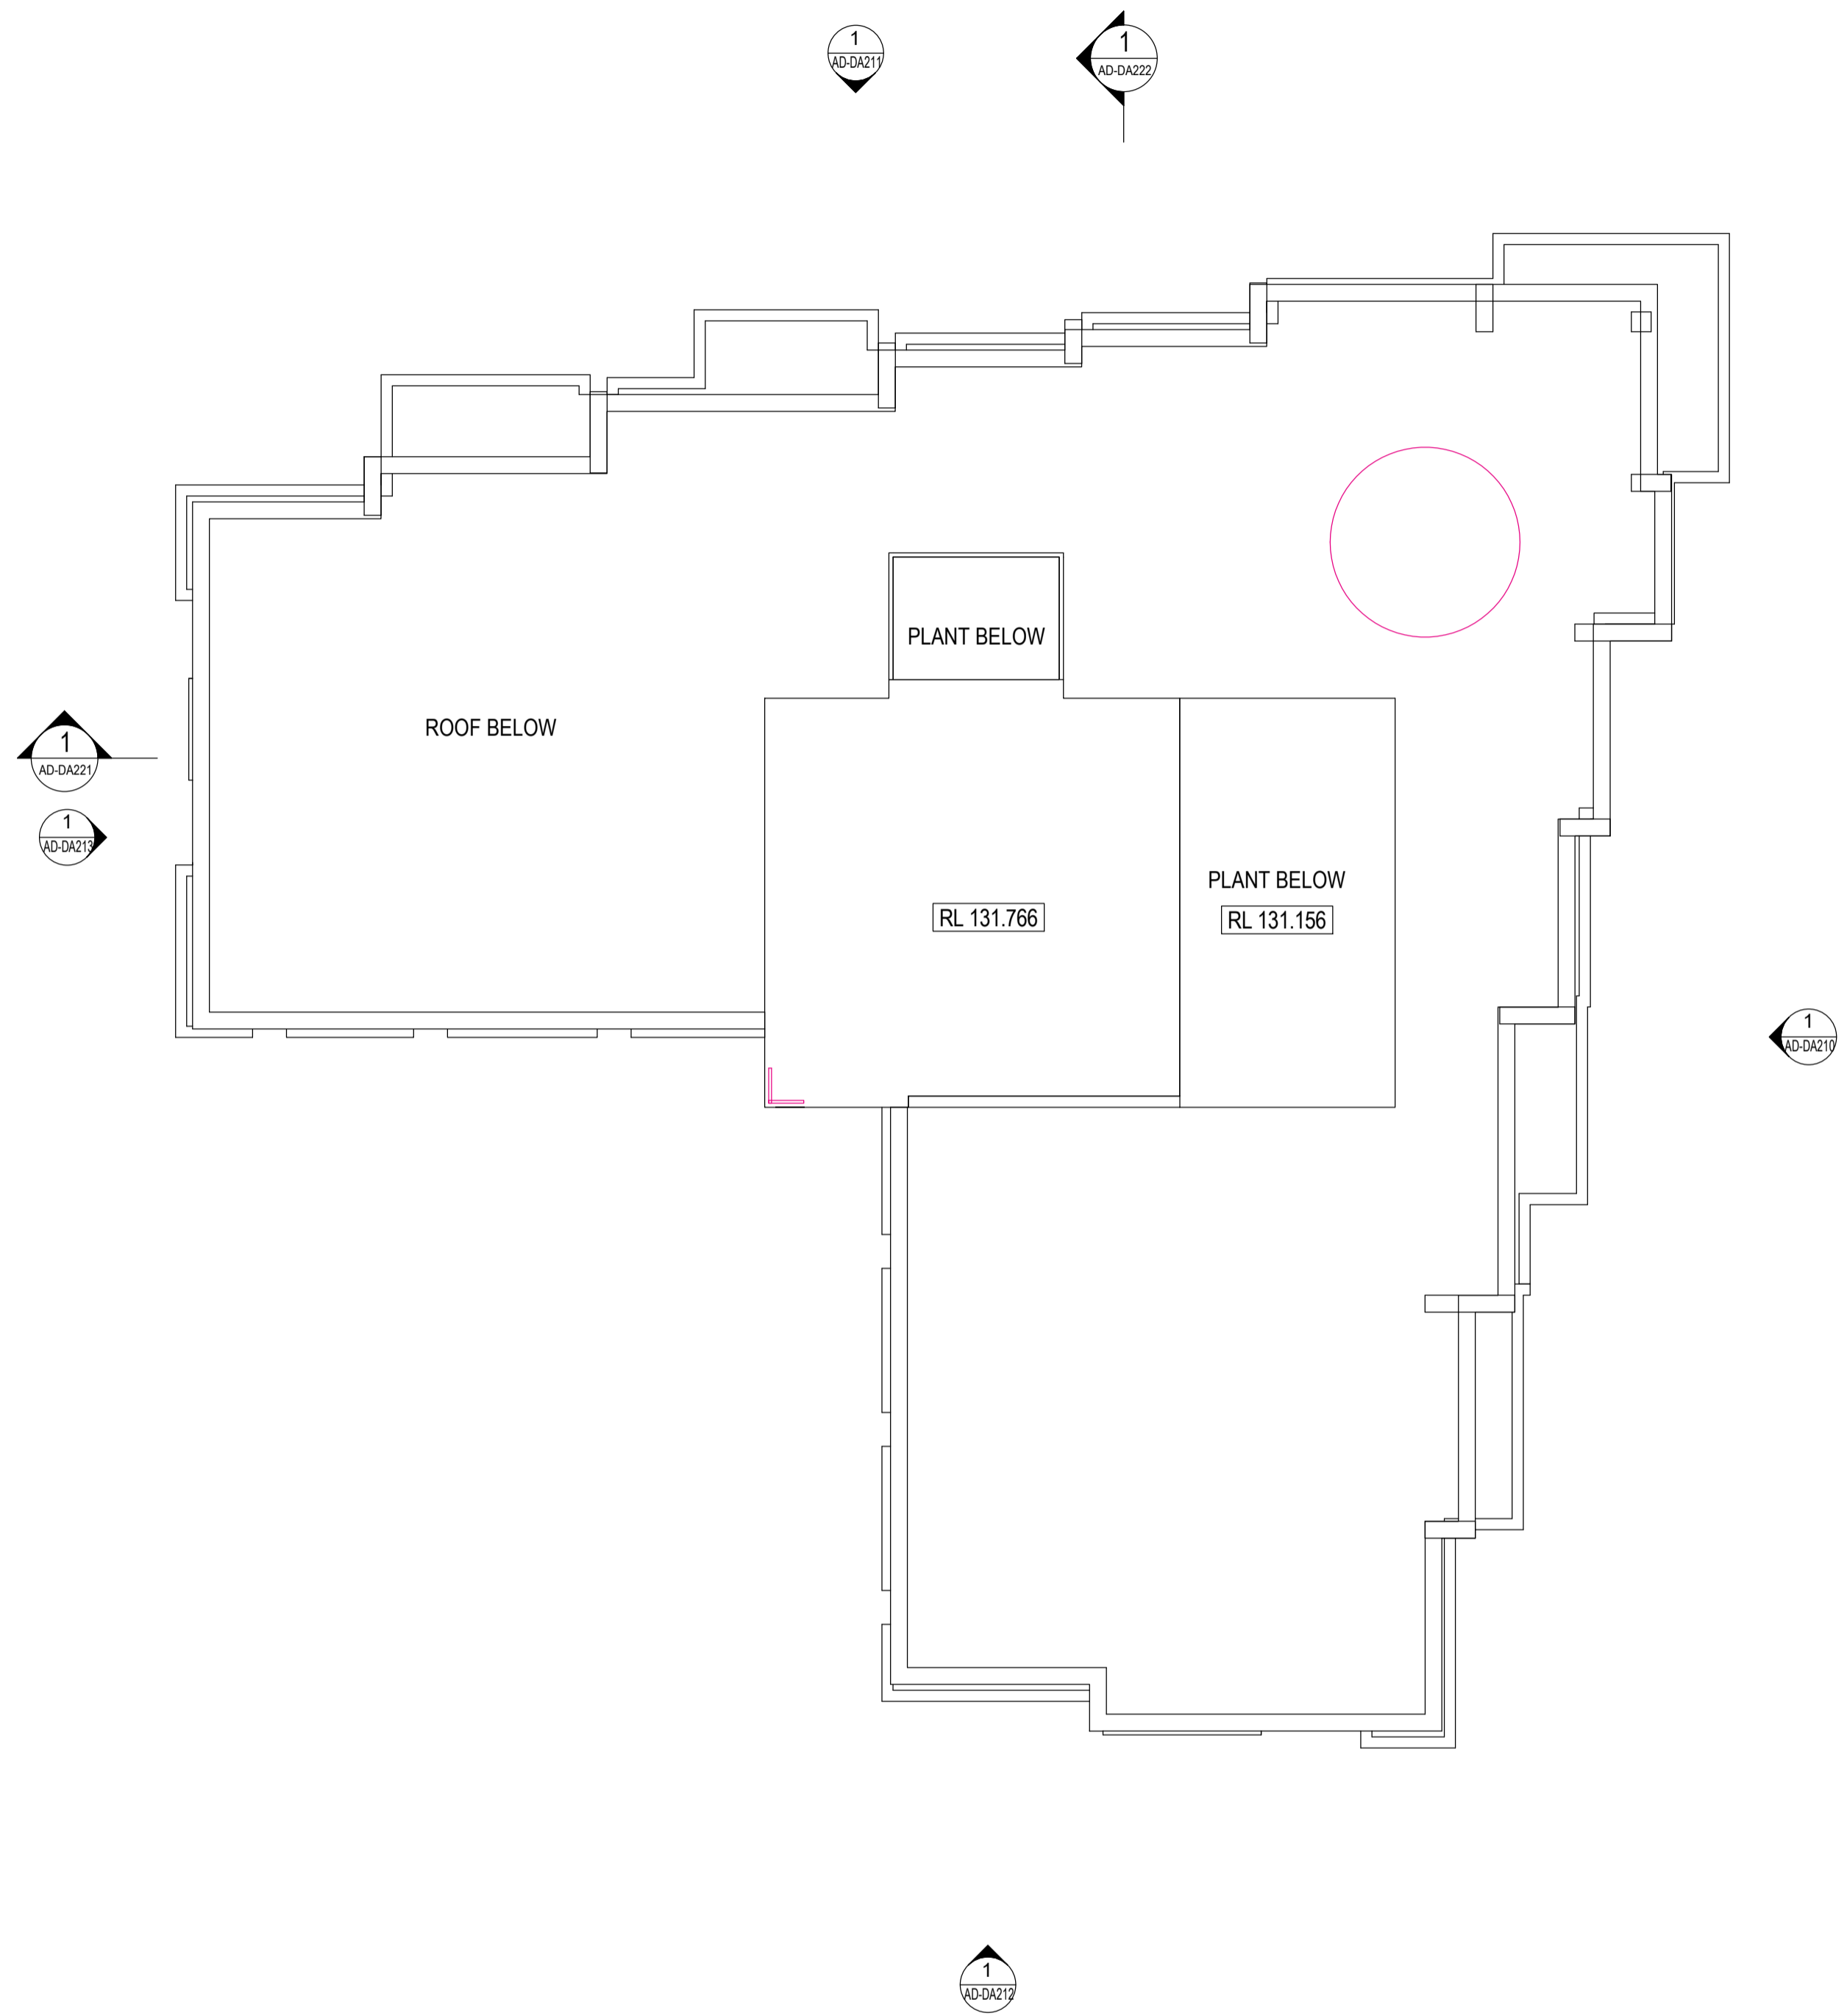 1
AD-DA211
1
AD-DA222
PLANT BELOW
ROOF BELOW
1
AD-DA221
1
AD-DA213
PLANT BELOW
RL 131.766
RL 131.156
1
AD-DA210
1
AD-DA212